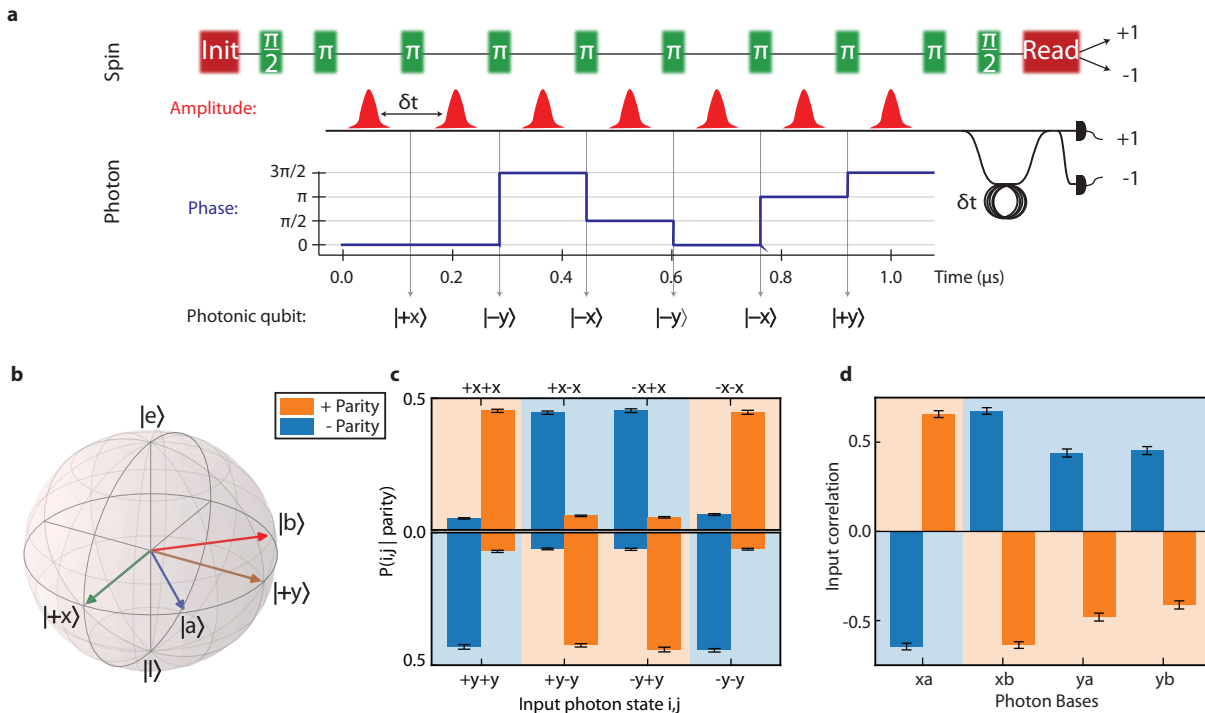 a
Spin
Init
π/2
π
π
π
π
π
π
π
π
π/2
Read
+1
-1
Amplitude:
δt
+1
-1
δt
Photon
Phase:
3π/2
π
π/2
0
0.0
0.2
0.4
0.6
0.8
1.0
Time (μs)
Photonic qubit:
|+x⟩
|−y⟩
|−x⟩
|−y⟩
|−x⟩
|+y⟩
b
|e⟩
|b⟩
|+y⟩
|a⟩
|+x⟩
|l⟩
+ Parity
- Parity
c
+x+x
+x-x
-x+x
-x-x
0.5
0.0
0.5
P(i,j | parity)
+y+y
+y-y
-y+y
-y-y
Input photon state i,j
d
Input correlation
0.5
0.0
-0.5
xa
xb
ya
yb
Photon Bases